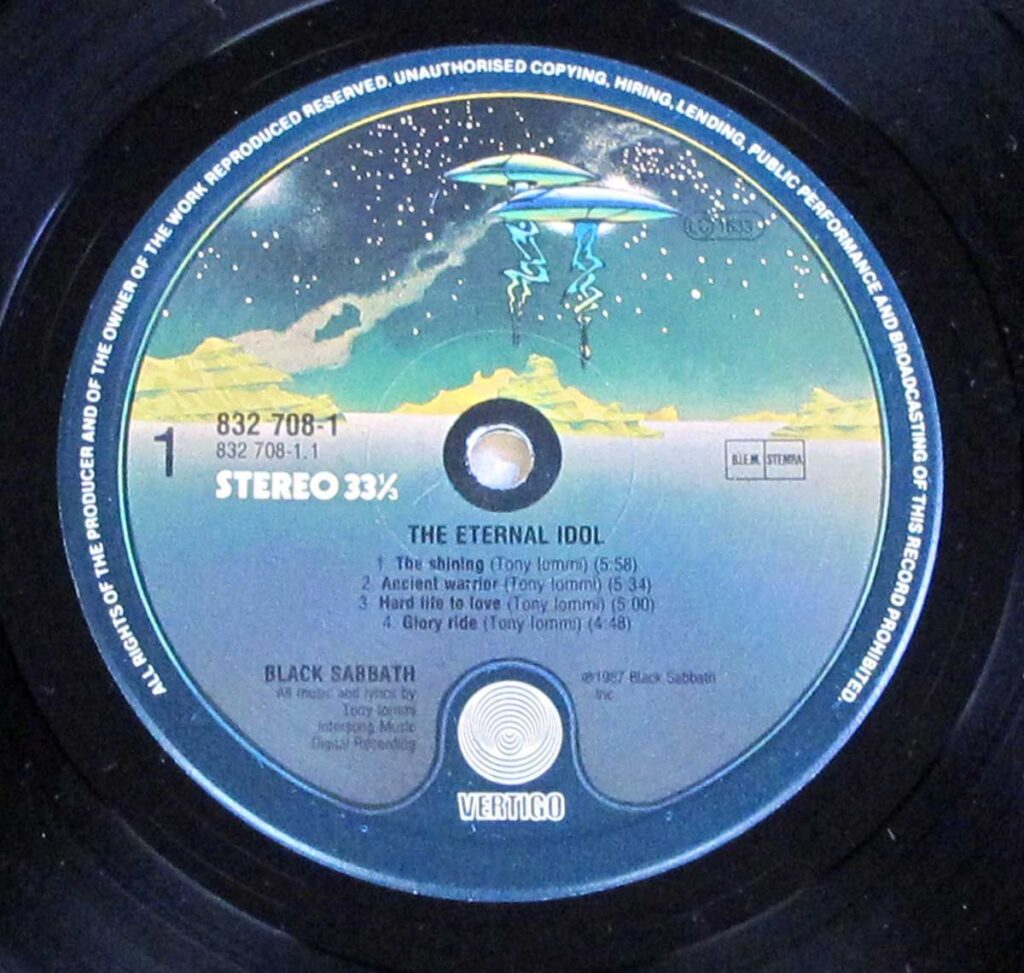 ALL RIGHTS OF THE PRODUCER AND OF THE OWNER OF THE WORK REPRODUCED RESERVED. UNAUTHORISED COPYING, HIRING, LENDING, PUBLIC PERFORMANCE AND BROADCASTING OF THIS RECORD PROHIBITED.
LC 1633
1
832 708-1
832 708-1.1
STEREO 33⅓
B.I.E.M. STEMRA
THE ETERNAL IDOL
1 The shining (Tony Iommi) (5:58)
2 Ancient warrior (Tony Iommi) (5:34)
3 Hard life to love (Tony Iommi) (5:00)
4 Glory ride (Tony Iommi) (4:48)
BLACK SABBATH
All music and lyrics by
Tony Iommi
Intersong Music
Digital Recording
℗1987 Black Sabbath
Inc
VERTIGO